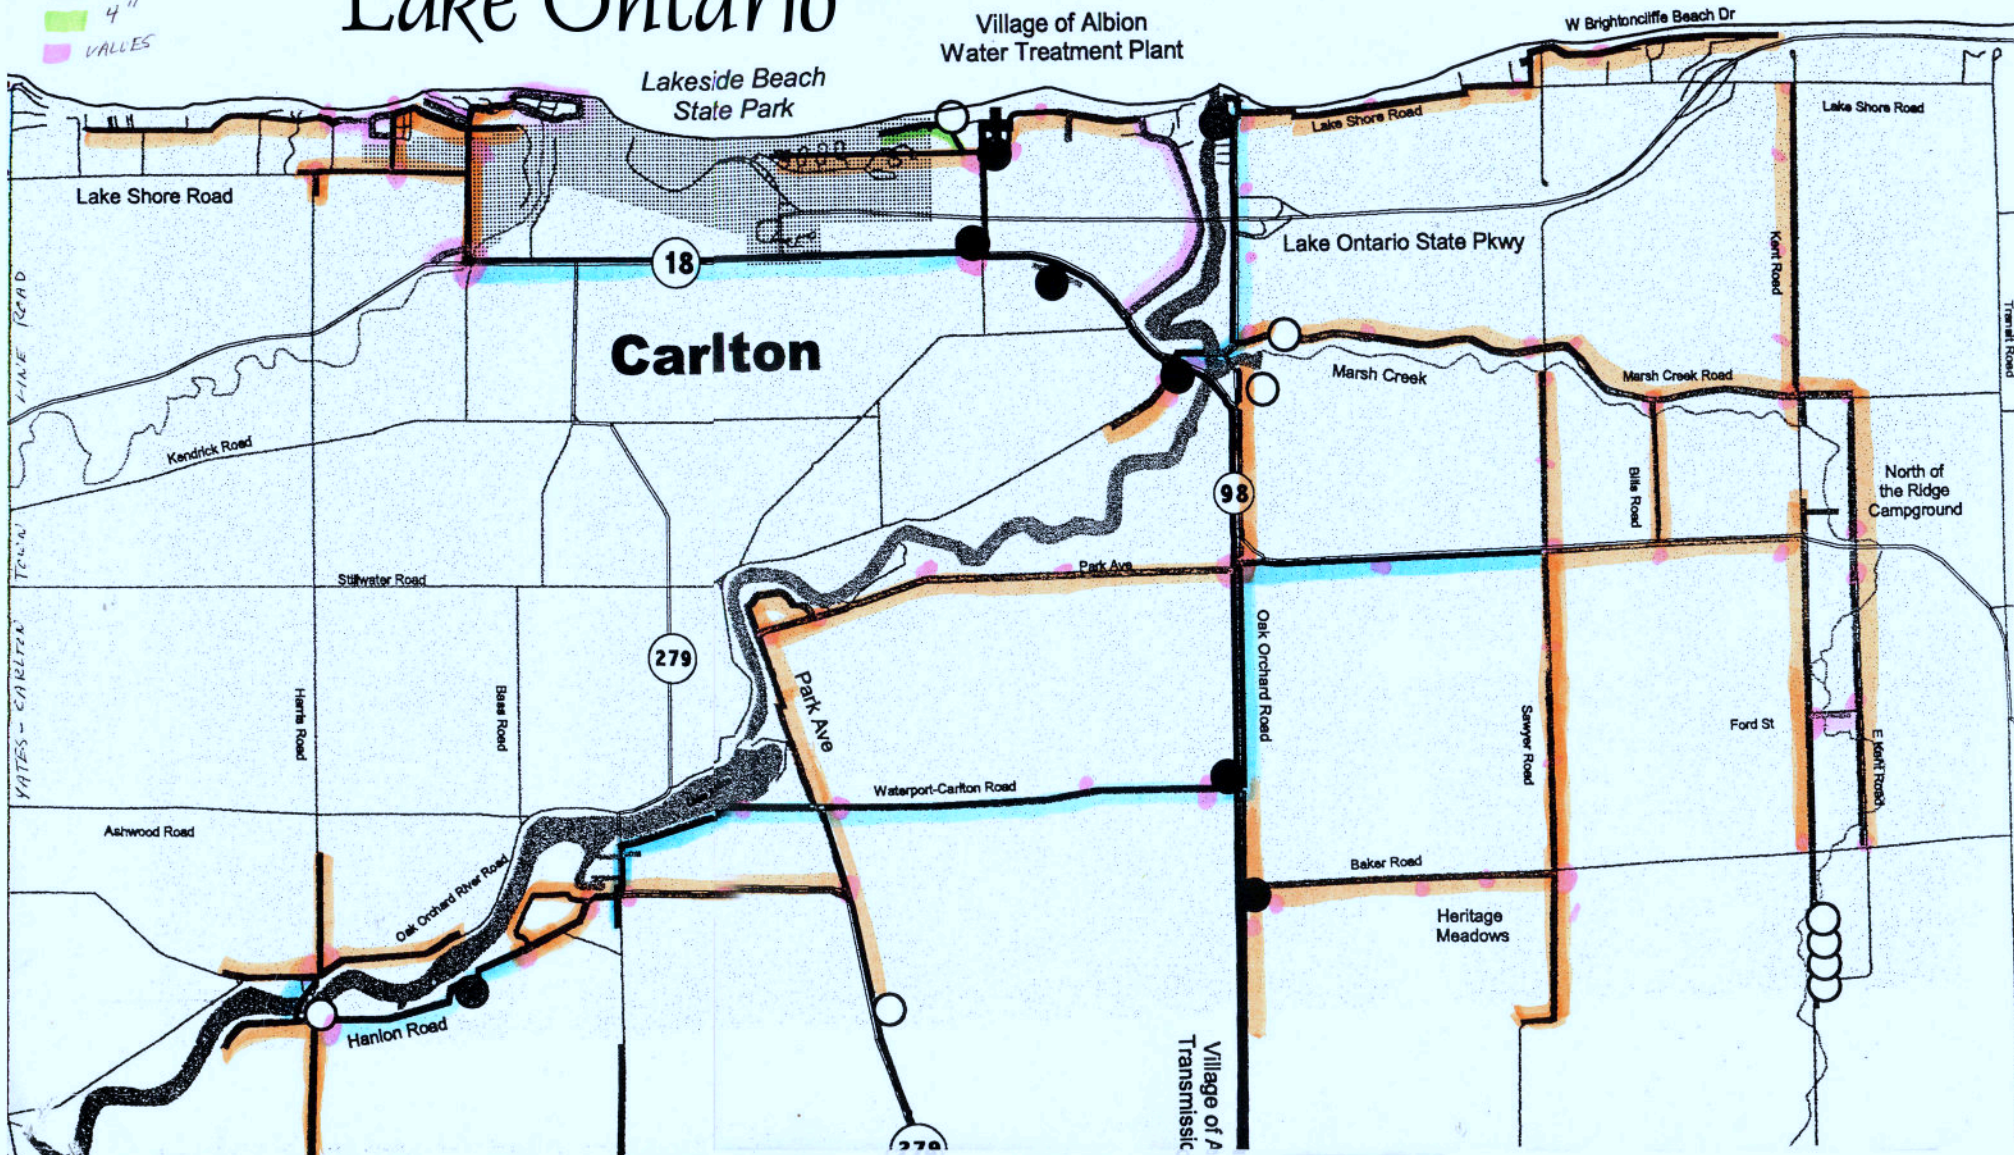 4"
VALLES
Lake Ontario
Village of Albion
Water Treatment Plant
W Brightoncliffe Beach Dr
Lakeside Beach
State Park
Lake Shore Road
Lake Shore Road
Lake Shore Road
18
Lake Ontario State Pkwy
Kent Road
Transit Road
Carlton
Marsh Creek
Marsh Creek Road
Kendrick Road
98
Bills Road
North of
the Ridge
Campground
YATES - CARLTON TOWN LINE ROAD
Stillwater Road
Park Ave
279
Harris Road
Bass Road
Park Ave
Oak Orchard Road
Sawyer Road
Ford St
E Kent Road
Waterport-Carlton Road
Ashwood Road
Oak Orchard River Road
Baker Road
Heritage
Meadows
Hanlon Road
Village of A
Transmissic
279